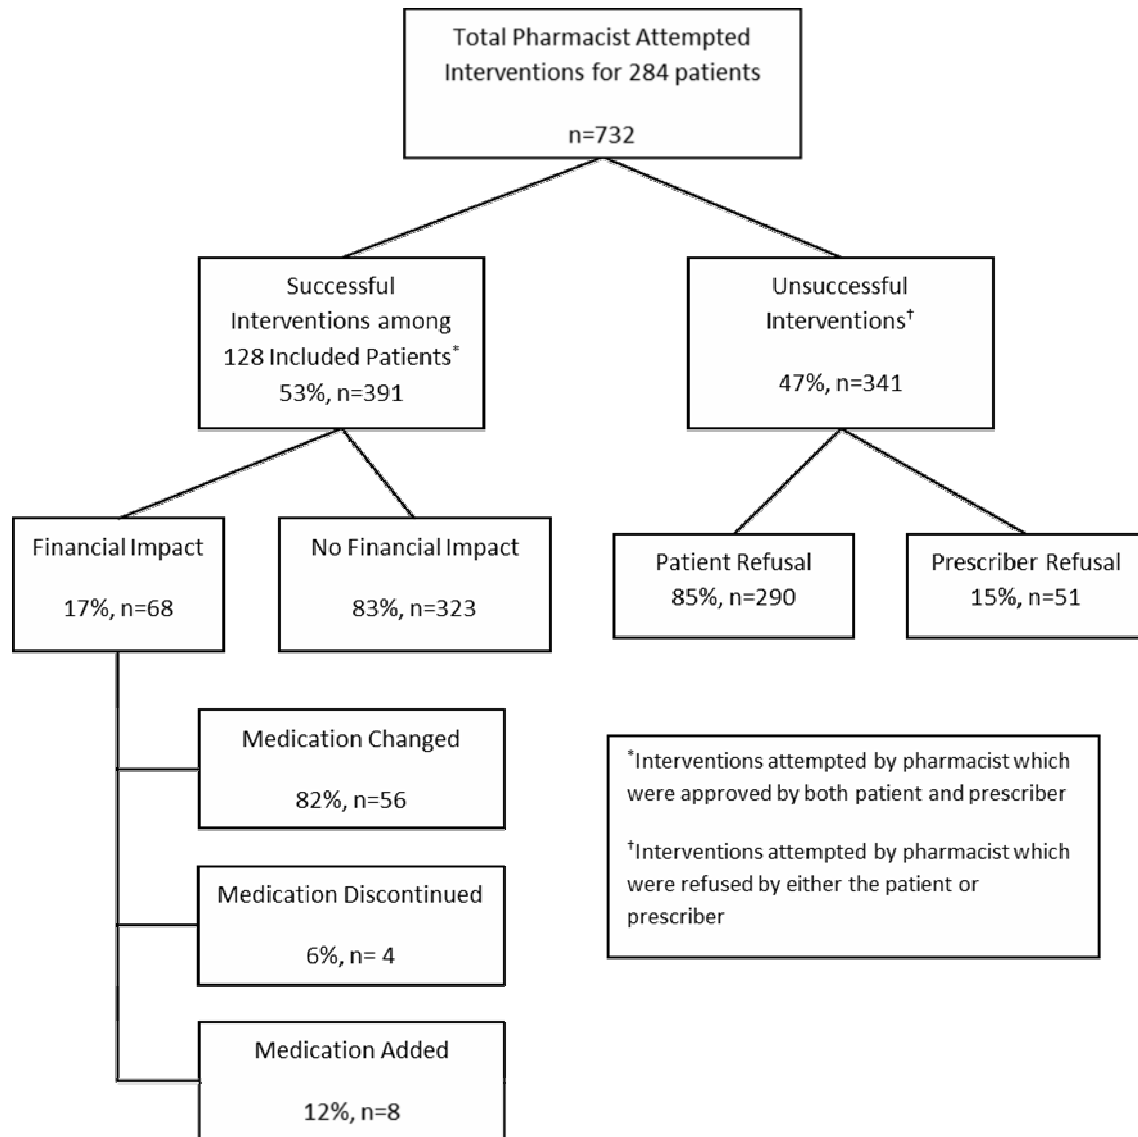 Total Pharmacist Attempted
Interventions for 284 patients
n=732
Successful
Interventions among
128 Included Patients*
53%, n=391
Unsuccessful
Interventions†
47%, n=341
Financial Impact
17%, n=68
No Financial Impact
83%, n=323
Patient Refusal
85%, n=290
Prescriber Refusal
15%, n=51
Medication Changed
82%, n=56
Medication Discontinued
6%, n= 4
Medication Added
12%, n=8
*Interventions attempted by pharmacist which
were approved by both patient and prescriber
†Interventions attempted by pharmacist which
were refused by either the patient or
prescriber